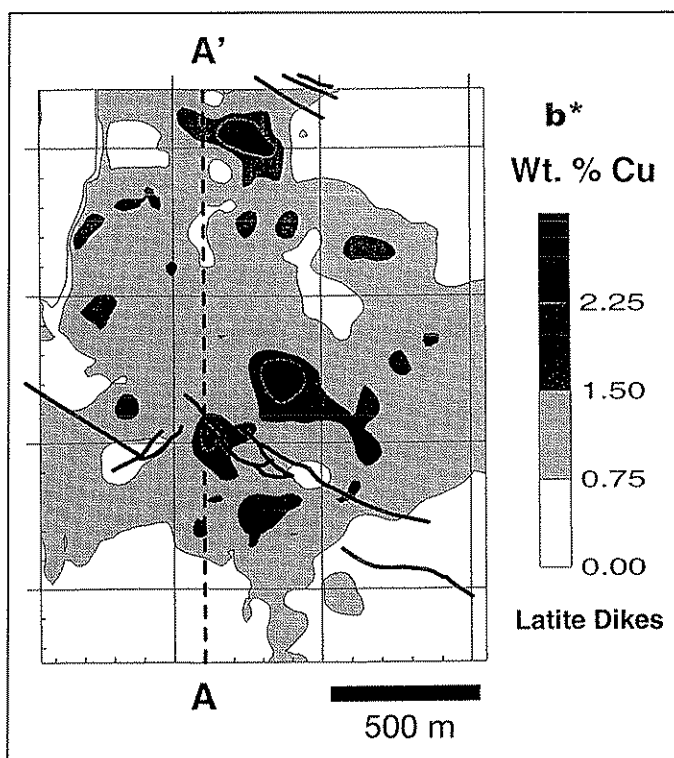 A'
b*
Wt. % Cu
2.25
1.50
0.75
0.00
Latite Dikes
A
500 m